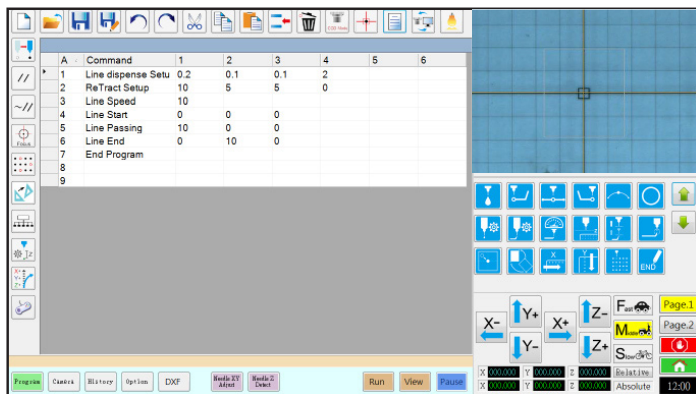 A Command 1 2 3 4 5 6
1 Line dispense Setu 0.2 0.1 0.1 2
2 ReTract Setup 10 5 5 0
3 Line Speed 10
4 Line Start 0 0 0
5 Line Passing 10 0 0
6 Line End 0 10 0
7 End Program
8
9
Focus
END
X- Y+ X+ Z- Fast Page.1
Y- Z+ Page.2
Slow
X 000.000 Y 000.000 Z 000.000 Relative
X 000.000 Y 000.000 Z 000.000 Absolute 12:00
Program Camera History Option DXF Needle XY Adjust Needle Z Detect Run View Pause